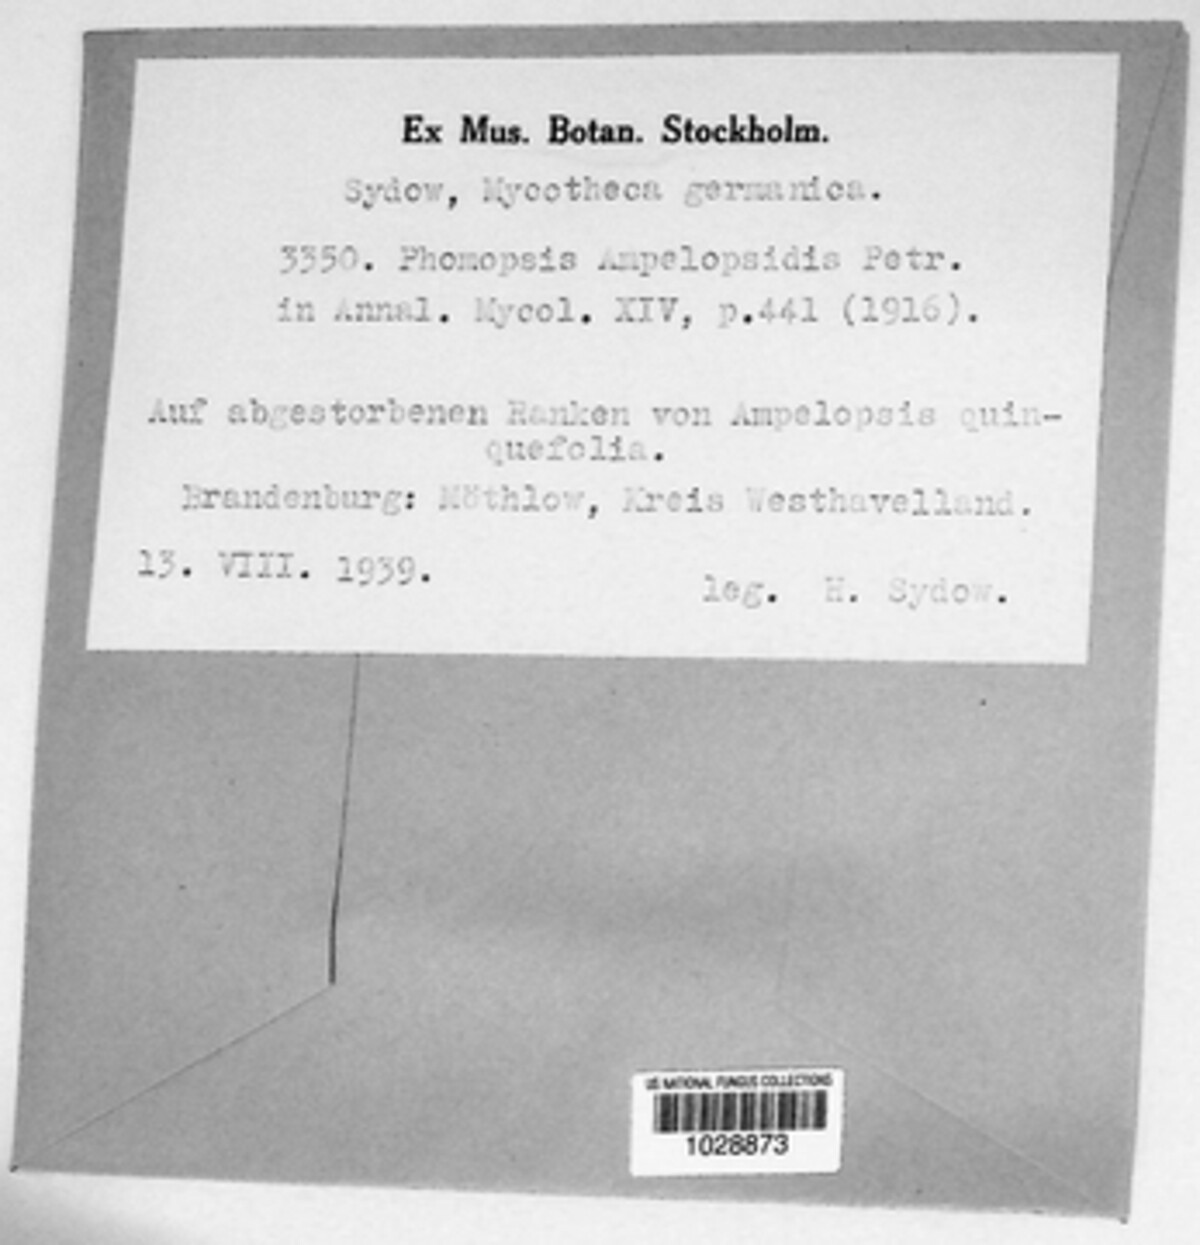 Ex Mus. Botan. Stockholm.
Sydow, Mycotheca germanica.
3350. Phomopsis Ampelopsidis Petr.
in Annal. Mycol. XIV, p.441 (1916).
Auf abgestorbenen Ranken von Ampelopsis quin-
quefolia.
Brandenburg: Möthlow, Kreis Westhavelland.
13. VIII. 1939.
leg. H. Sydow.
US NATIONAL FUNGUS COLLECTIONS
1028873